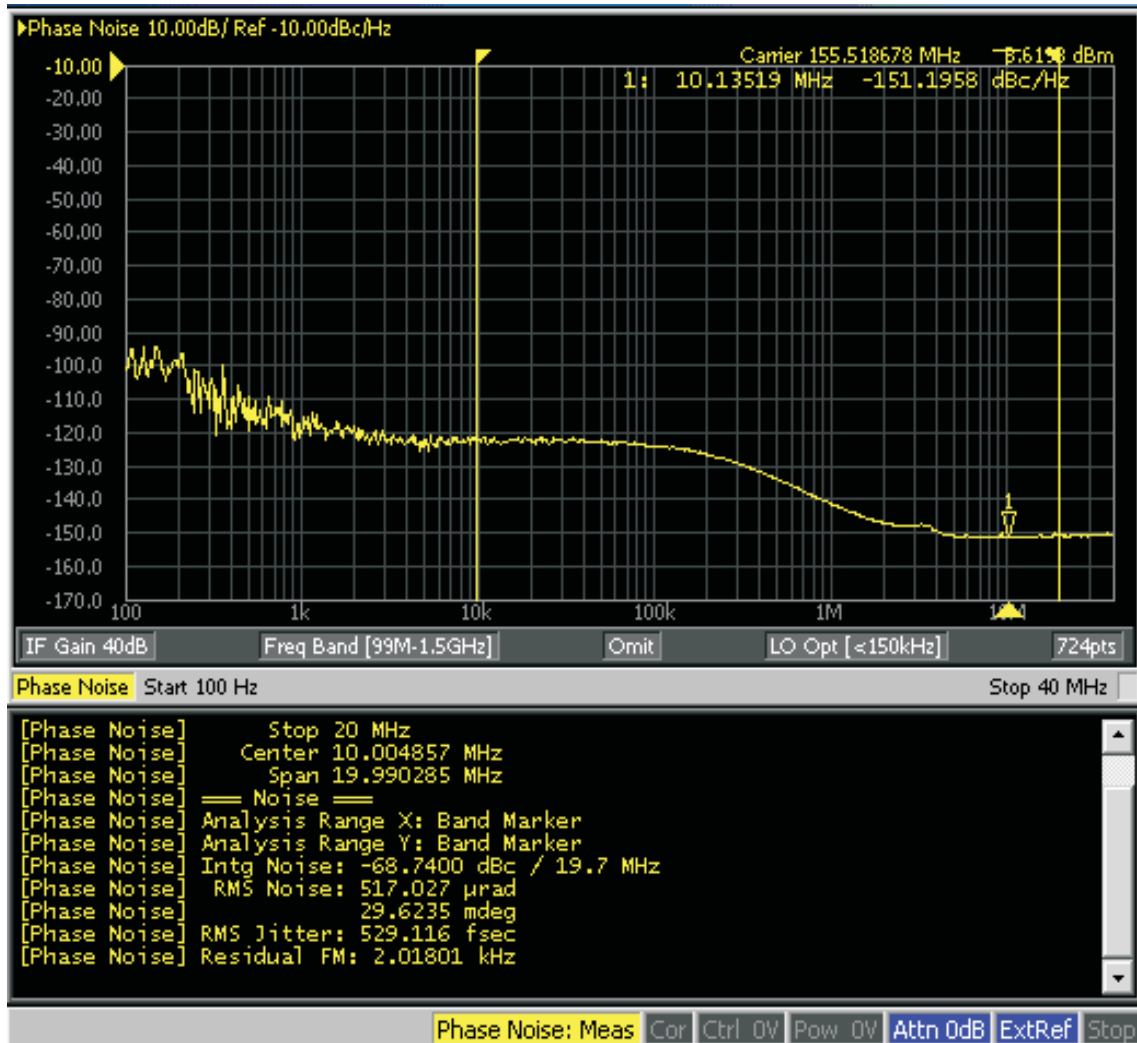 ▶Phase Noise 10.00dB/ Ref -10.00dBc/Hz
Carrier 155.518678 MHz dBm
1: 10.13519 MHz -151.1958 dBc/Hz
-10.00
-20.00
-30.00
-40.00
-50.00
-60.00
-70.00
-80.00
-90.00
-100.0
-110.0
-120.0
-130.0
-140.0
1
-150.0
-160.0
-170.0
100 1k 10k 100k 1M
IF Gain 40dB Freq Band [99M-1.5GHz] Omit LO Opt [<150kHz] 724pts
Phase Noise Start 100 Hz Stop 40 MHz
[Phase Noise] Stop 20 MHz
[Phase Noise] Center 10.004857 MHz
[Phase Noise] Span 19.990285 MHz
[Phase Noise] === Noise ===
[Phase Noise] Analysis Range X: Band Marker
[Phase Noise] Analysis Range Y: Band Marker
[Phase Noise] Intg Noise: -68.7400 dBc / 19.7 MHz
[Phase Noise] RMS Noise: 517.027 µrad
[Phase Noise] 29.6235 mdeg
[Phase Noise] RMS Jitter: 529.116 fsec
[Phase Noise] Residual FM: 2.01801 kHz
Phase Noise: Meas Cor Ctrl 0V Pow 0V Attn 0dB ExtRef Stop